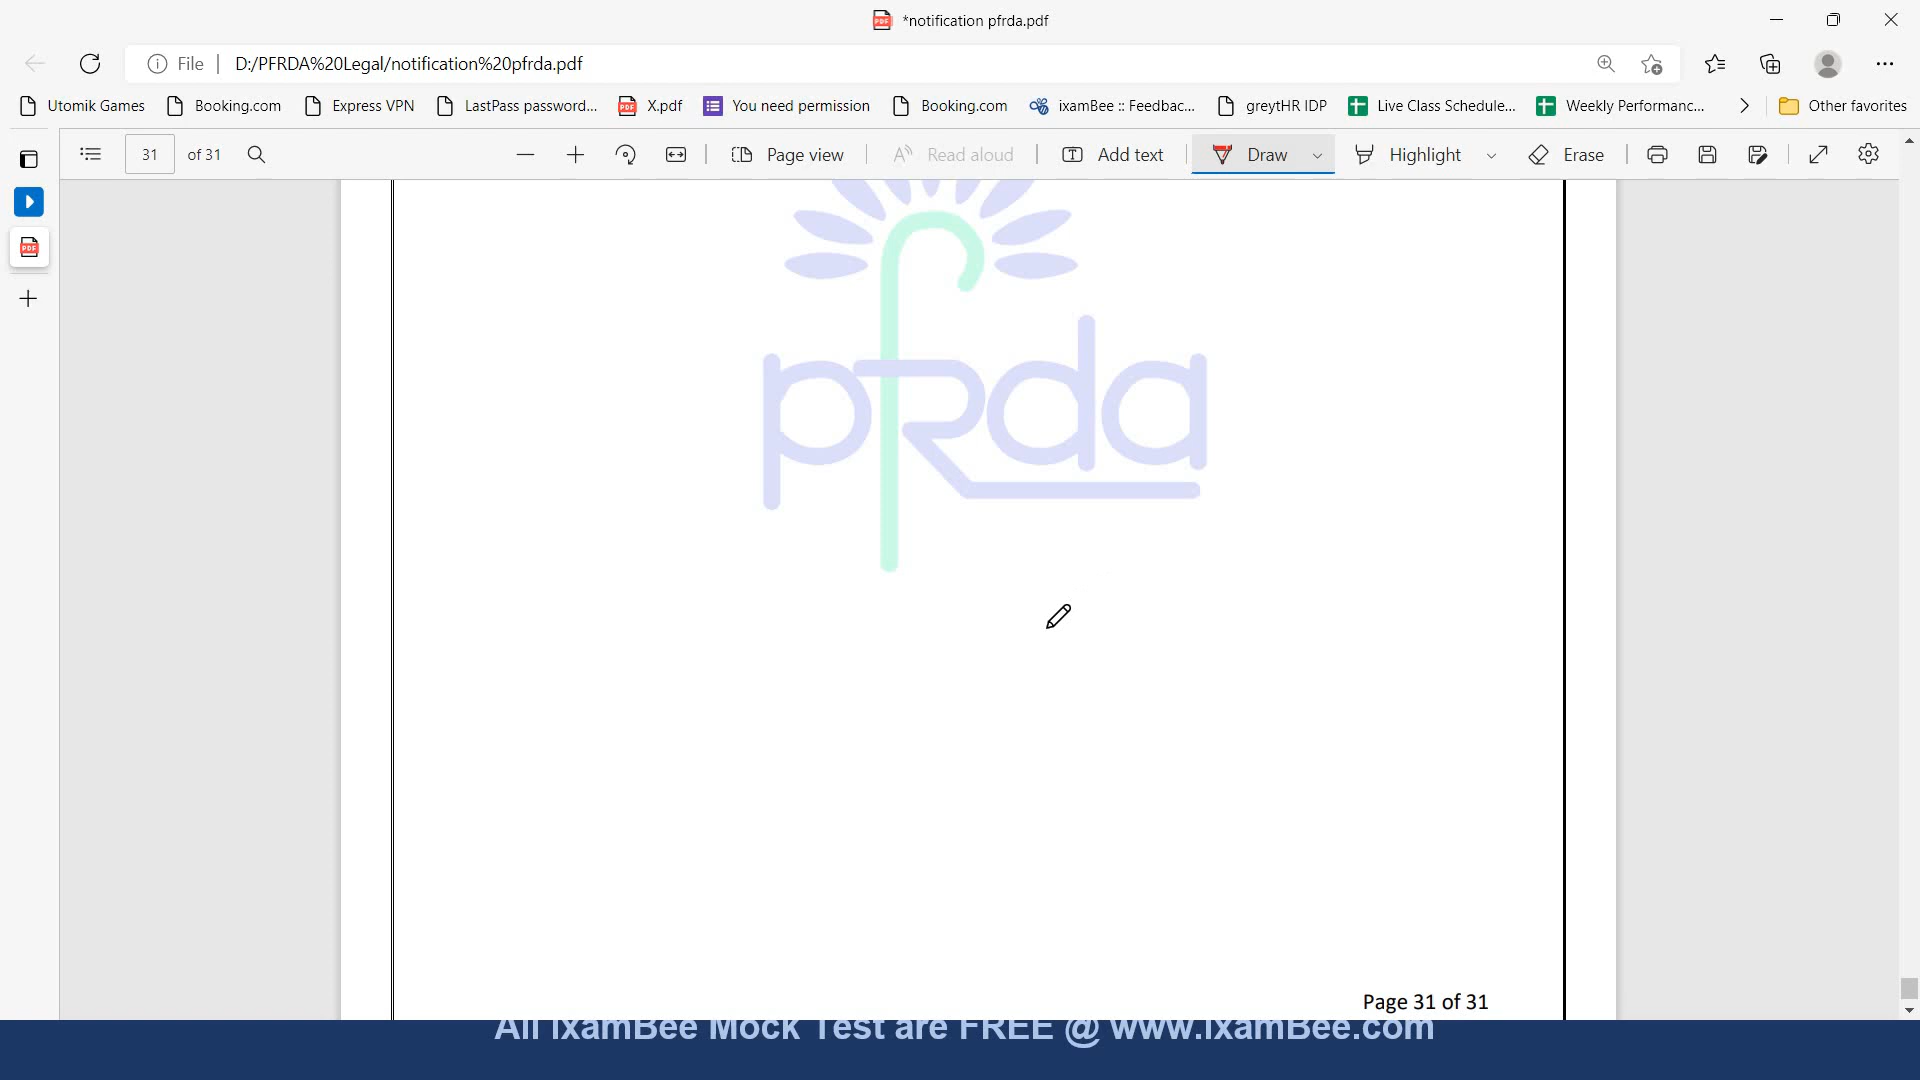 *notification pfrda.pdf
File D:/PFRDA%20Legal/notification%20pfrda.pdf
Utomik Games Booking.com Express VPN LastPass password... X.pdf You need permission Booking.com ixamBee :: Feedbac... greytHR IDP Live Class Schedule... Weekly Performanc... Other favorites
31 of 31 Page view Read aloud Add text Draw Highlight Erase
pfrda
Page 31 of 31
All ixamBee Mock Test are FREE @ www.ixamBee.com